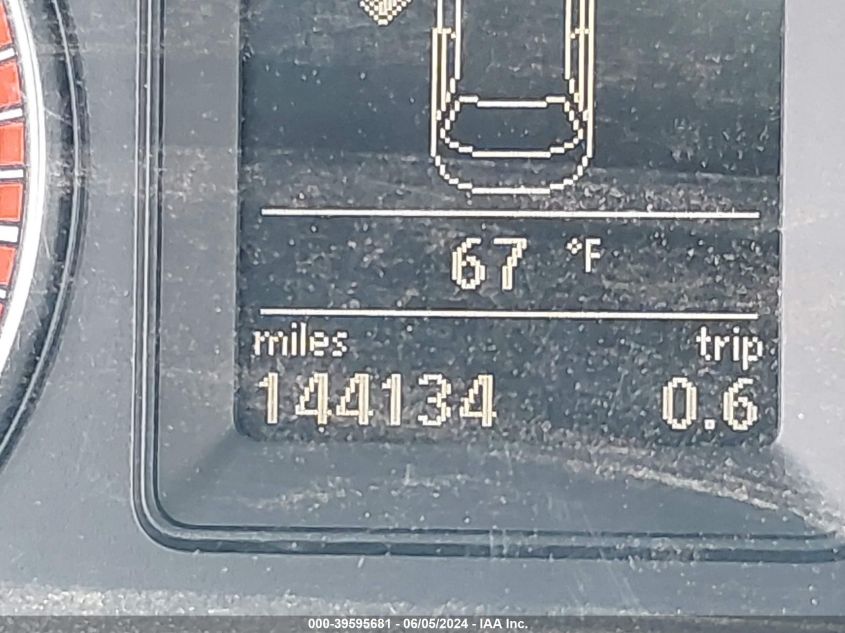 67 °F
miles trip
144134 0.6
000-39595681 - 06/05/2024 - IAA Inc.